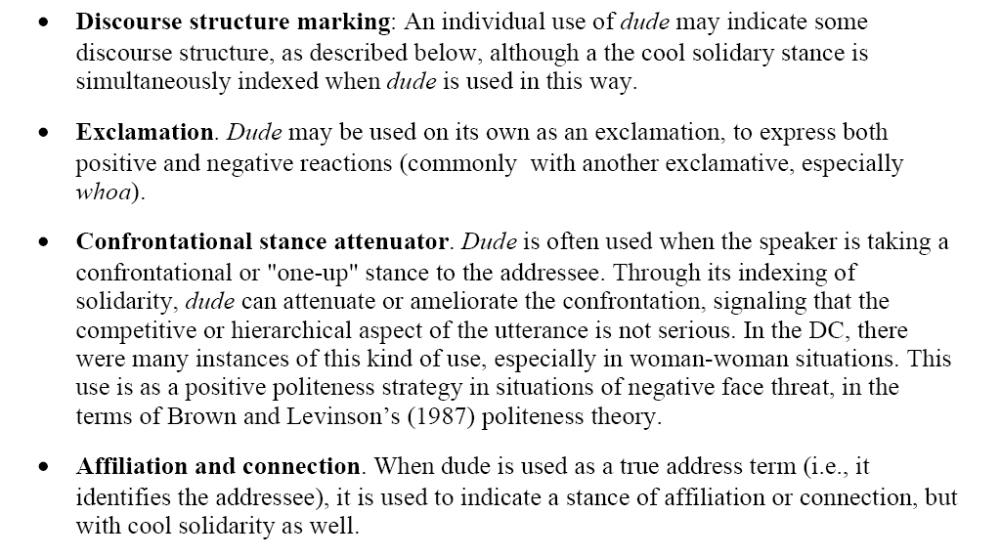 • Discourse structure marking: An individual use of dude may indicate some
discourse structure, as described below, although a the cool solidary stance is
simultaneously indexed when dude is used in this way.
• Exclamation. Dude may be used on its own as an exclamation, to express both
positive and negative reactions (commonly with another exclamative, especially
whoa).
• Confrontational stance attenuator. Dude is often used when the speaker is taking a
confrontational or "one-up" stance to the addressee. Through its indexing of
solidarity, dude can attenuate or ameliorate the confrontation, signaling that the
competitive or hierarchical aspect of the utterance is not serious. In the DC, there
were many instances of this kind of use, especially in woman-woman situations. This
use is as a positive politeness strategy in situations of negative face threat, in the
terms of Brown and Levinson’s (1987) politeness theory.
• Affiliation and connection. When dude is used as a true address term (i.e., it
identifies the addressee), it is used to indicate a stance of affiliation or connection, but
with cool solidarity as well.